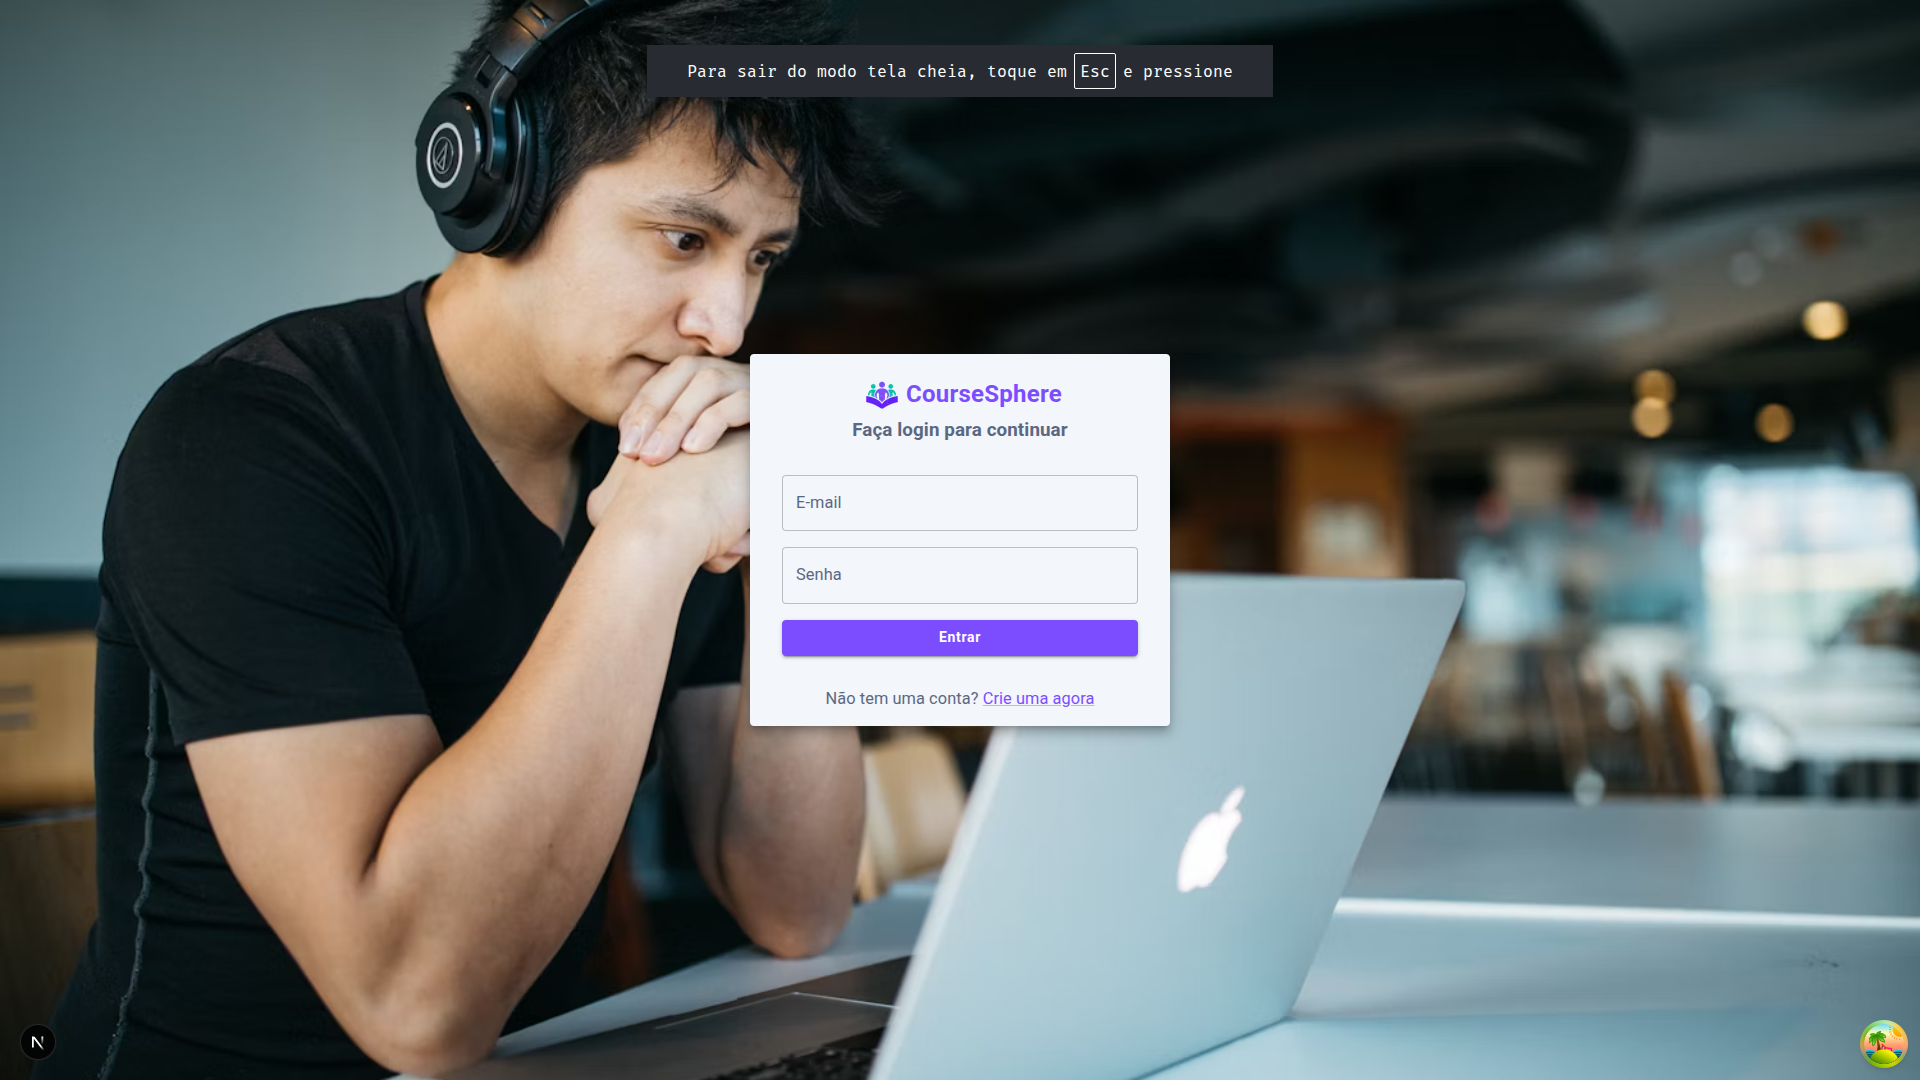 Para sair do modo tela cheia, toque em Esc e pressione
CourseSphere
Faça login para continuar
E-mail
Senha
Entrar
Não tem uma conta? Crie uma agora
N